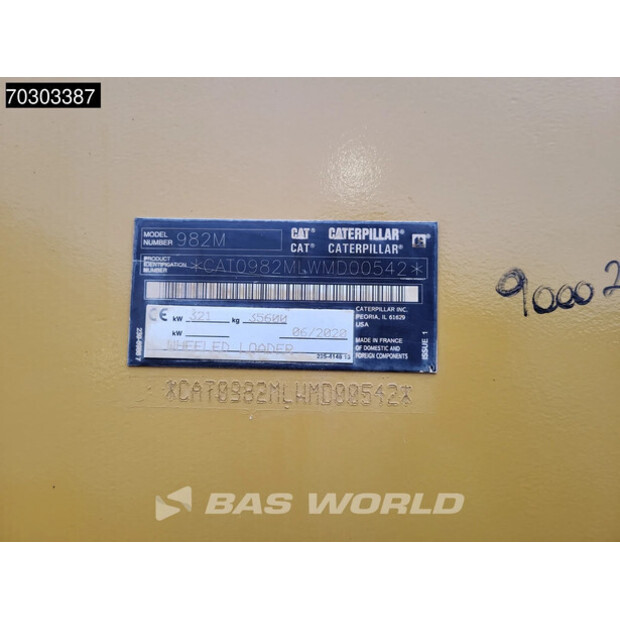 70303387
MODEL NUMBER 982M
CAT CATERPILLAR
CAT® CATERPILLAR®
PRODUCT IDENTIFICATION NUMBER *CAT0982MLWMD00542*
CE kW 321 kg 35600
kW 06/2020
WHEELED LOADER
CATERPILLAR INC.
PEORIA, IL 61629
USA
MADE IN FRANCE
OF DOMESTIC AND
FOREIGN COMPONENTS
ISSUE 1
*CAT0982MLWMD00542*
90002
BAS WORLD